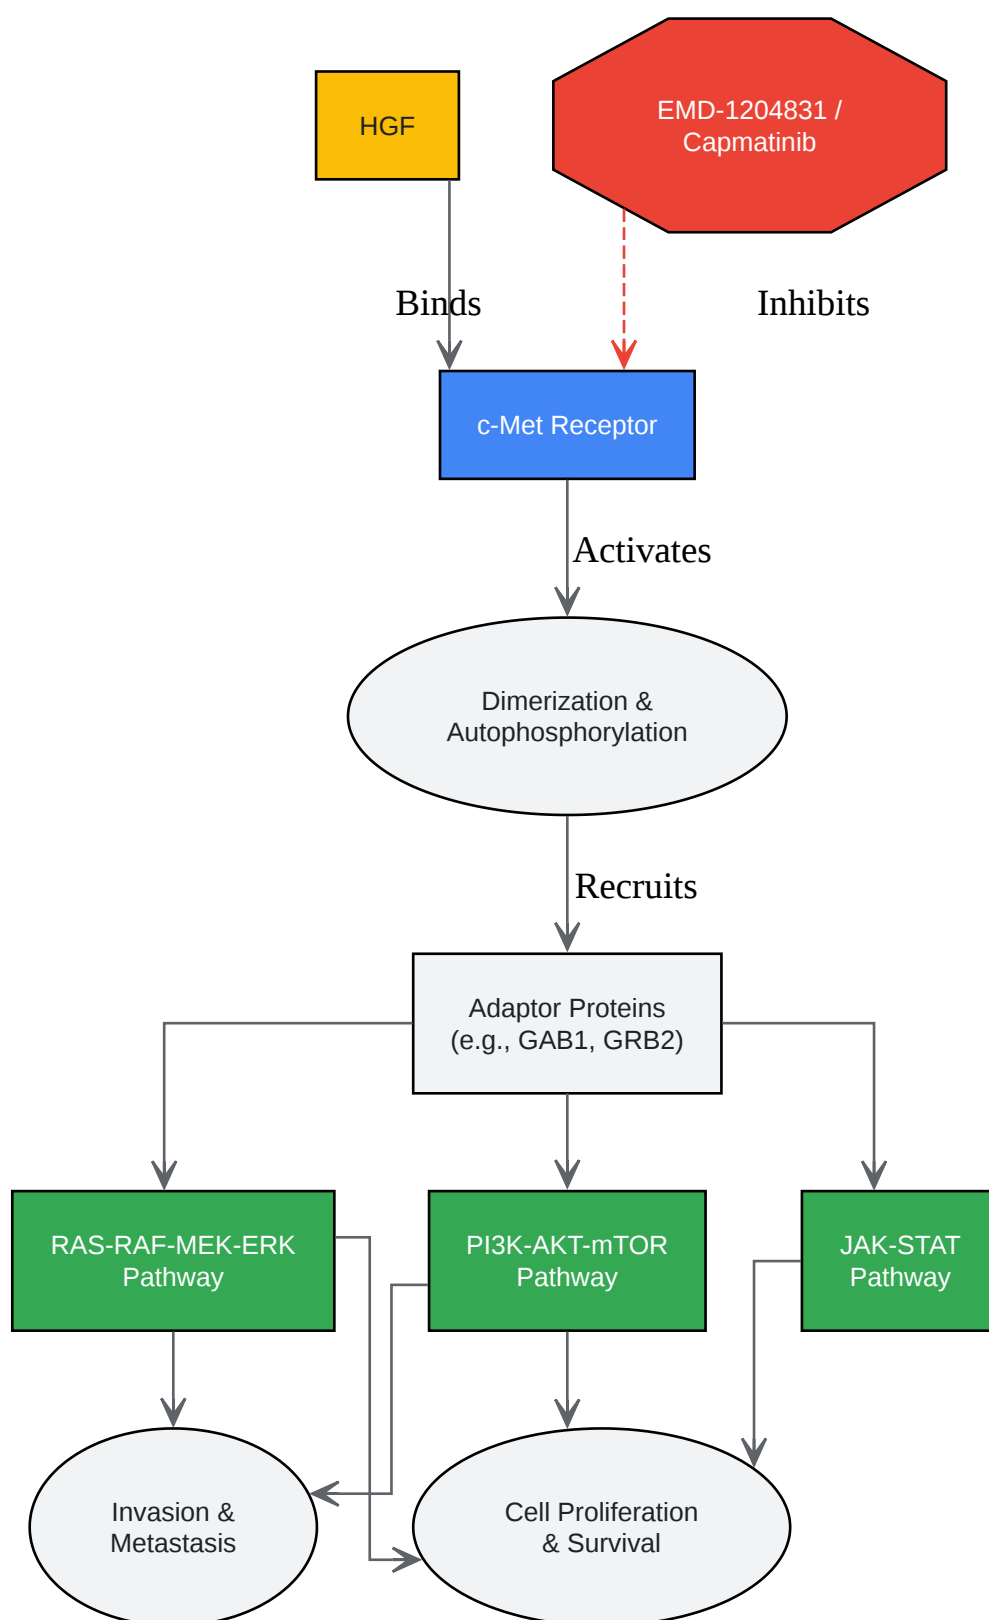 HGF
EMD-1204831 /
Capmatinib
Binds
Inhibits
c-Met Receptor
Activates
Dimerization &
Autophosphorylation
Recruits
Adaptor Proteins
(e.g., GAB1, GRB2)
RAS-RAF-MEK-ERK
Pathway
PI3K-AKT-mTOR
Pathway
JAK-STAT
Pathway
Invasion &
Metastasis
Cell Proliferation
& Survival